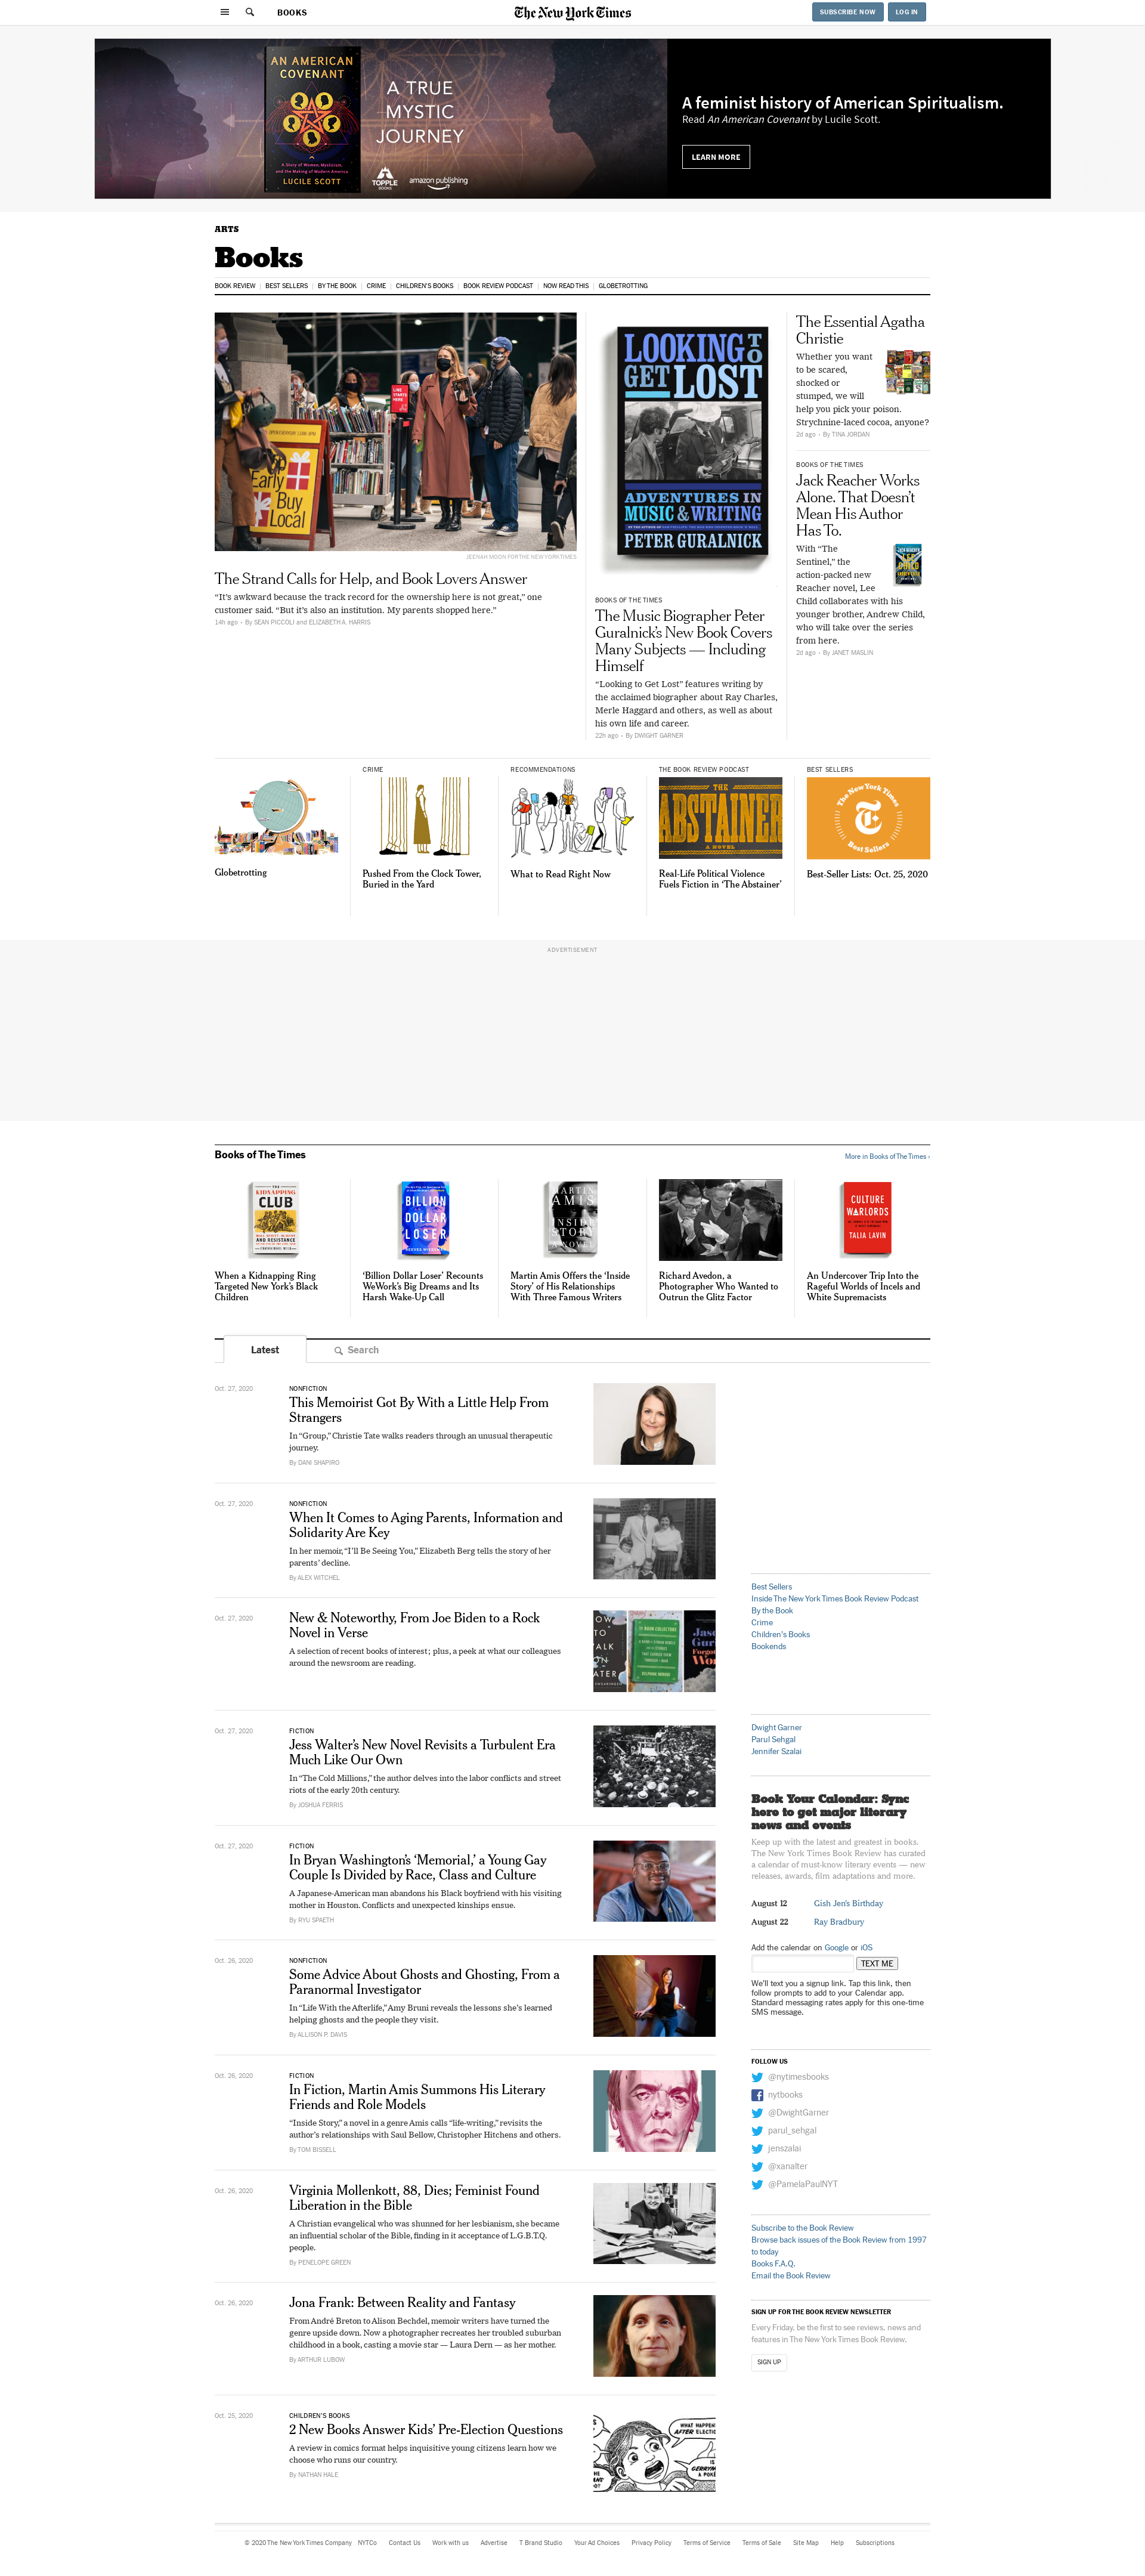 BOOKS
The New York Times
SUBSCRIBE NOW
LOG IN
AN AMERICAN
COVENANT
A Story of Women, Mysticism,
and the Making of Modern America
LUCILE SCOTT
A TRUE
MYSTIC
JOURNEY
TOPPLE
BOOKS
amazon publishing
A feminist history of American Spiritualism.
Read An American Covenant by Lucile Scott.
LEARN MORE
ARTS
Books
BOOK REVIEW
BEST SELLERS
BY THE BOOK
CRIME
CHILDREN'S BOOKS
BOOK REVIEW PODCAST
NOW READ THIS
GLOBETROTTING
LINE
STARTS
HERE
Early
Buy
Local
JEENAH MOON FOR THE NEW YORK TIMES
The Strand Calls for Help, and Book Lovers Answer
“It’s awkward because the track record for the ownership here is not great,” one
customer said. “But it’s also an institution. My parents shopped here.”
14h ago • By SEAN PICCOLI and ELIZABETH A. HARRIS
LOOKING TO
GET LOST
ADVENTURES IN
MUSIC & WRITING
PETER GURALNICK
BOOKS OF THE TIMES
The Music Biographer Peter
Guralnick’s New Book Covers
Many Subjects — Including
Himself
“Looking to Get Lost” features writing by
the acclaimed biographer about Ray Charles,
Merle Haggard and others, as well as about
his own life and career.
22h ago • By DWIGHT GARNER
The Essential Agatha
Christie
Whether you want
to be scared,
shocked or
stumped, we will
help you pick your poison.
Strychnine-laced cocoa, anyone?
2d ago • By TINA JORDAN
BOOKS OF THE TIMES
Jack Reacher Works
Alone. That Doesn’t
Mean His Author
Has To.
With “The
Sentinel,” the
action-packed new
Reacher novel, Lee
Child collaborates with his
younger brother, Andrew Child,
who will take over the series
from here.
2d ago • By JANET MASLIN
Globetrotting
CRIME
Pushed From the Clock Tower,
Buried in the Yard
RECOMMENDATIONS
What to Read Right Now
THE BOOK REVIEW PODCAST
THE
ABSTAINER
A NOVEL
Real-Life Political Violence
Fuels Fiction in ‘The Abstainer’
BEST SELLERS
The New York Times
Best Sellers
Best-Seller Lists: Oct. 25, 2020
ADVERTISEMENT
Books of The Times
More in Books of The Times ›
THE
KIDNAPPING
CLUB
AND RESISTANCE
When a Kidnapping Ring
Targeted New York’s Black
Children
BILLION
DOLLAR
LOSER
‘Billion Dollar Loser’ Recounts
WeWork’s Big Dreams and Its
Harsh Wake-Up Call
MARTIN
AMIS
INSIDE
STORY
Martin Amis Offers the ‘Inside
Story’ of His Relationships
With Three Famous Writers
Richard Avedon, a
Photographer Who Wanted to
Outrun the Glitz Factor
CULTURE
WARLORDS
TALIA LAVIN
An Undercover Trip Into the
Rageful Worlds of Incels and
White Supremacists
Latest
Search
Oct. 27, 2020
NONFICTION
This Memoirist Got By With a Little Help From
Strangers
In “Group,” Christie Tate walks readers through an unusual therapeutic
journey.
By DANI SHAPIRO
Oct. 27, 2020
NONFICTION
When It Comes to Aging Parents, Information and
Solidarity Are Key
In her memoir, “I’ll Be Seeing You,” Elizabeth Berg tells the story of her
parents’ decline.
By ALEX WITCHEL
Oct. 27, 2020
New & Noteworthy, From Joe Biden to a Rock
Novel in Verse
A selection of recent books of interest; plus, a peek at what our colleagues
around the newsroom are reading.
Oct. 27, 2020
FICTION
Jess Walter’s New Novel Revisits a Turbulent Era
Much Like Our Own
In “The Cold Millions,” the author delves into the labor conflicts and street
riots of the early 20th century.
By JOSHUA FERRIS
Oct. 27, 2020
FICTION
In Bryan Washington’s ‘Memorial,’ a Young Gay
Couple Is Divided by Race, Class and Culture
A Japanese-American man abandons his Black boyfriend with his visiting
mother in Houston. Conflicts and unexpected kinships ensue.
By RYU SPAETH
Oct. 26, 2020
NONFICTION
Some Advice About Ghosts and Ghosting, From a
Paranormal Investigator
In “Life With the Afterlife,” Amy Bruni reveals the lessons she’s learned
helping ghosts and the people they visit.
By ALLISON P. DAVIS
Oct. 26, 2020
FICTION
In Fiction, Martin Amis Summons His Literary
Friends and Role Models
“Inside Story,” a novel in a genre Amis calls “life-writing,” revisits the
author’s relationships with Saul Bellow, Christopher Hitchens and others.
By TOM BISSELL
Oct. 26, 2020
Virginia Mollenkott, 88, Dies; Feminist Found
Liberation in the Bible
A Christian evangelical who was shunned for her lesbianism, she became
an influential scholar of the Bible, finding in it acceptance of L.G.B.T.Q.
people.
By PENELOPE GREEN
Oct. 26, 2020
Jona Frank: Between Reality and Fantasy
From André Breton to Alison Bechdel, memoir writers have turned the
genre upside down. Now a photographer recreates her troubled suburban
childhood in a book, casting a movie star — Laura Dern — as her mother.
By ARTHUR LUBOW
Oct. 25, 2020
CHILDREN’S BOOKS
2 New Books Answer Kids’ Pre-Election Questions
A review in comics format helps inquisitive young citizens learn how we
choose who runs our country.
By NATHAN HALE
WHAT HAPPENS
AFTER ELECTION
Best Sellers
Inside The New York Times Book Review Podcast
By the Book
Crime
Children's Books
Bookends
Dwight Garner
Parul Sehgal
Jennifer Szalai
Book Your Calendar: Sync
here to get major literary
news and events
Keep up with the latest and greatest in books.
The New York Times Book Review has curated
a calendar of must-know literary events — new
releases, awards, film adaptations and more.
August 12 Gish Jen's Birthday
August 22 Ray Bradbury
Add the calendar on Google or iOS
TEXT ME
We'll text you a signup link. Tap this link, then
follow prompts to add to your Calendar app.
Standard messaging rates apply for this one-time
SMS message.
FOLLOW US
@nytimesbooks
nytbooks
@DwightGarner
parul_sehgal
jenszalai
@xanalter
@PamelaPaulNYT
Subscribe to the Book Review
Browse back issues of the Book Review from 1997
to today
Books F.A.Q.
Email the Book Review
SIGN UP FOR THE BOOK REVIEW NEWSLETTER
Every Friday, be the first to see reviews, news and
features in The New York Times Book Review.
SIGN UP
© 2020 The New York Times Company
NYTCo
Contact Us
Work with us
Advertise
T Brand Studio
Your Ad Choices
Privacy Policy
Terms of Service
Terms of Sale
Site Map
Help
Subscriptions